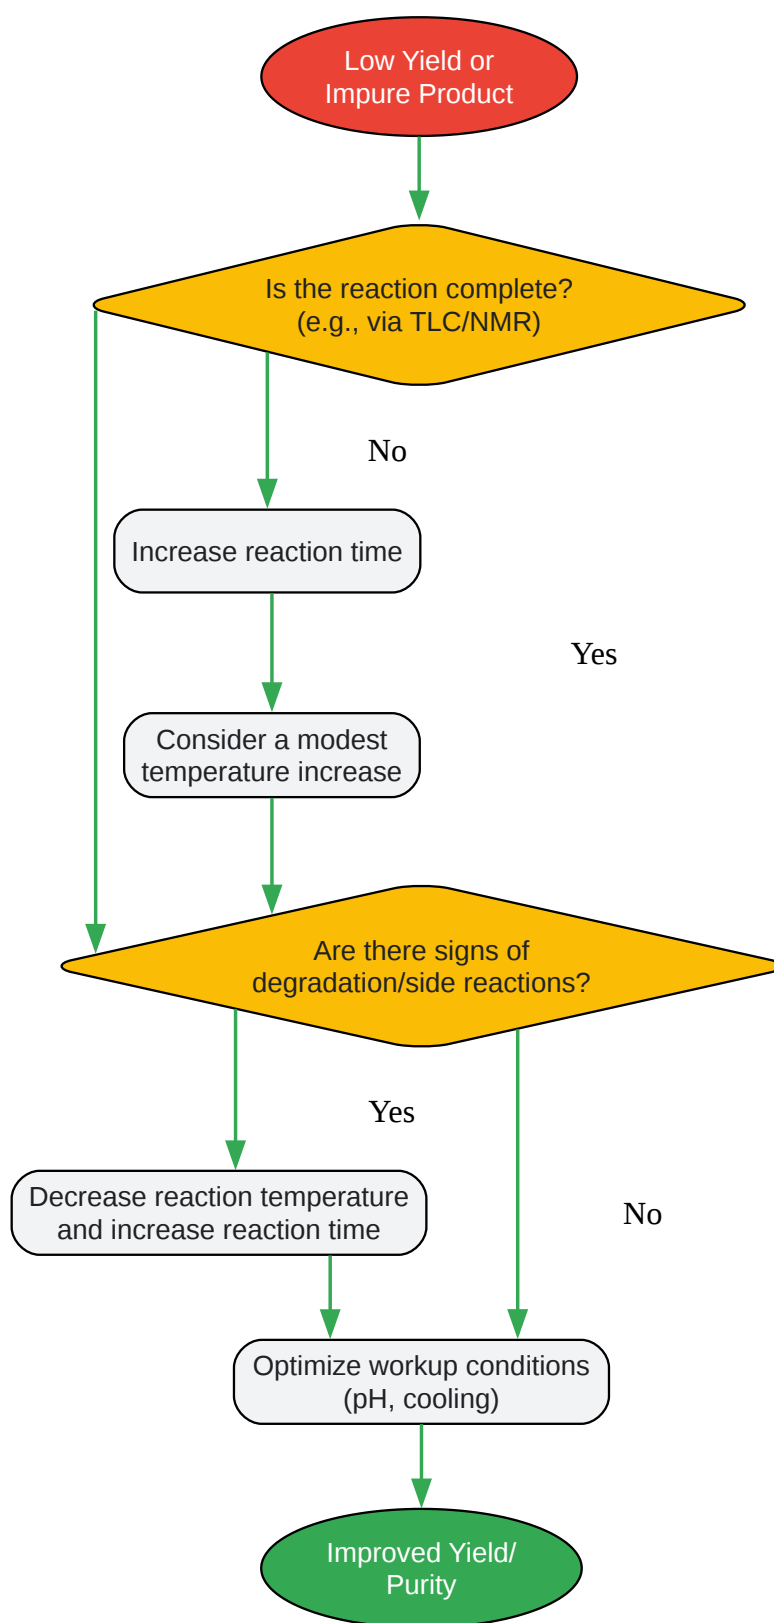 Low Yield or
Impure Product
Is the reaction complete?
(e.g., via TLC/NMR)
No
Increase reaction time
Yes
Consider a modest
temperature increase
Are there signs of
degradation/side reactions?
Yes
Decrease reaction temperature
and increase reaction time
No
Optimize workup conditions
(pH, cooling)
Improved Yield/
Purity